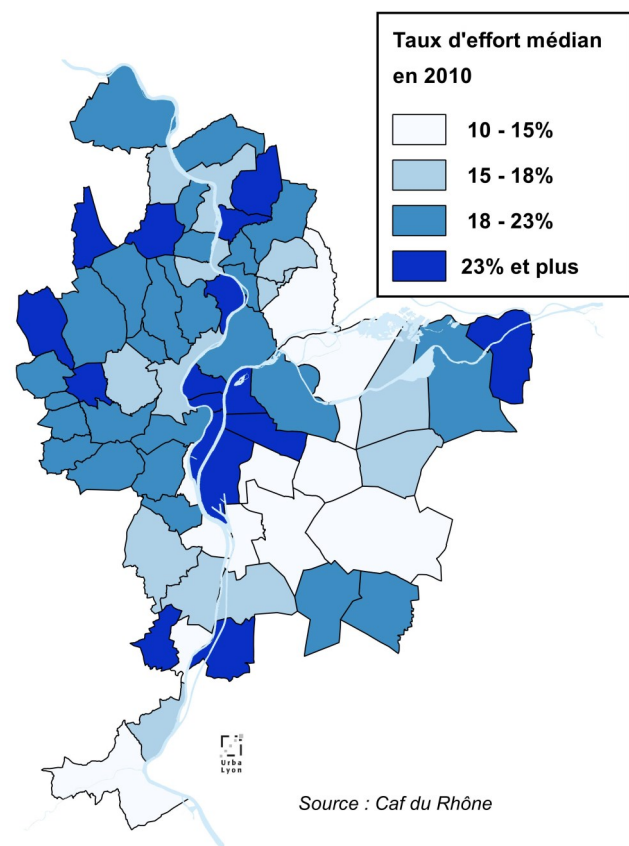 Taux d'effort médian
en 2010
10 - 15%
15 - 18%
18 - 23%
23% et plus
Urba
Lyon
Source : Caf du Rhône